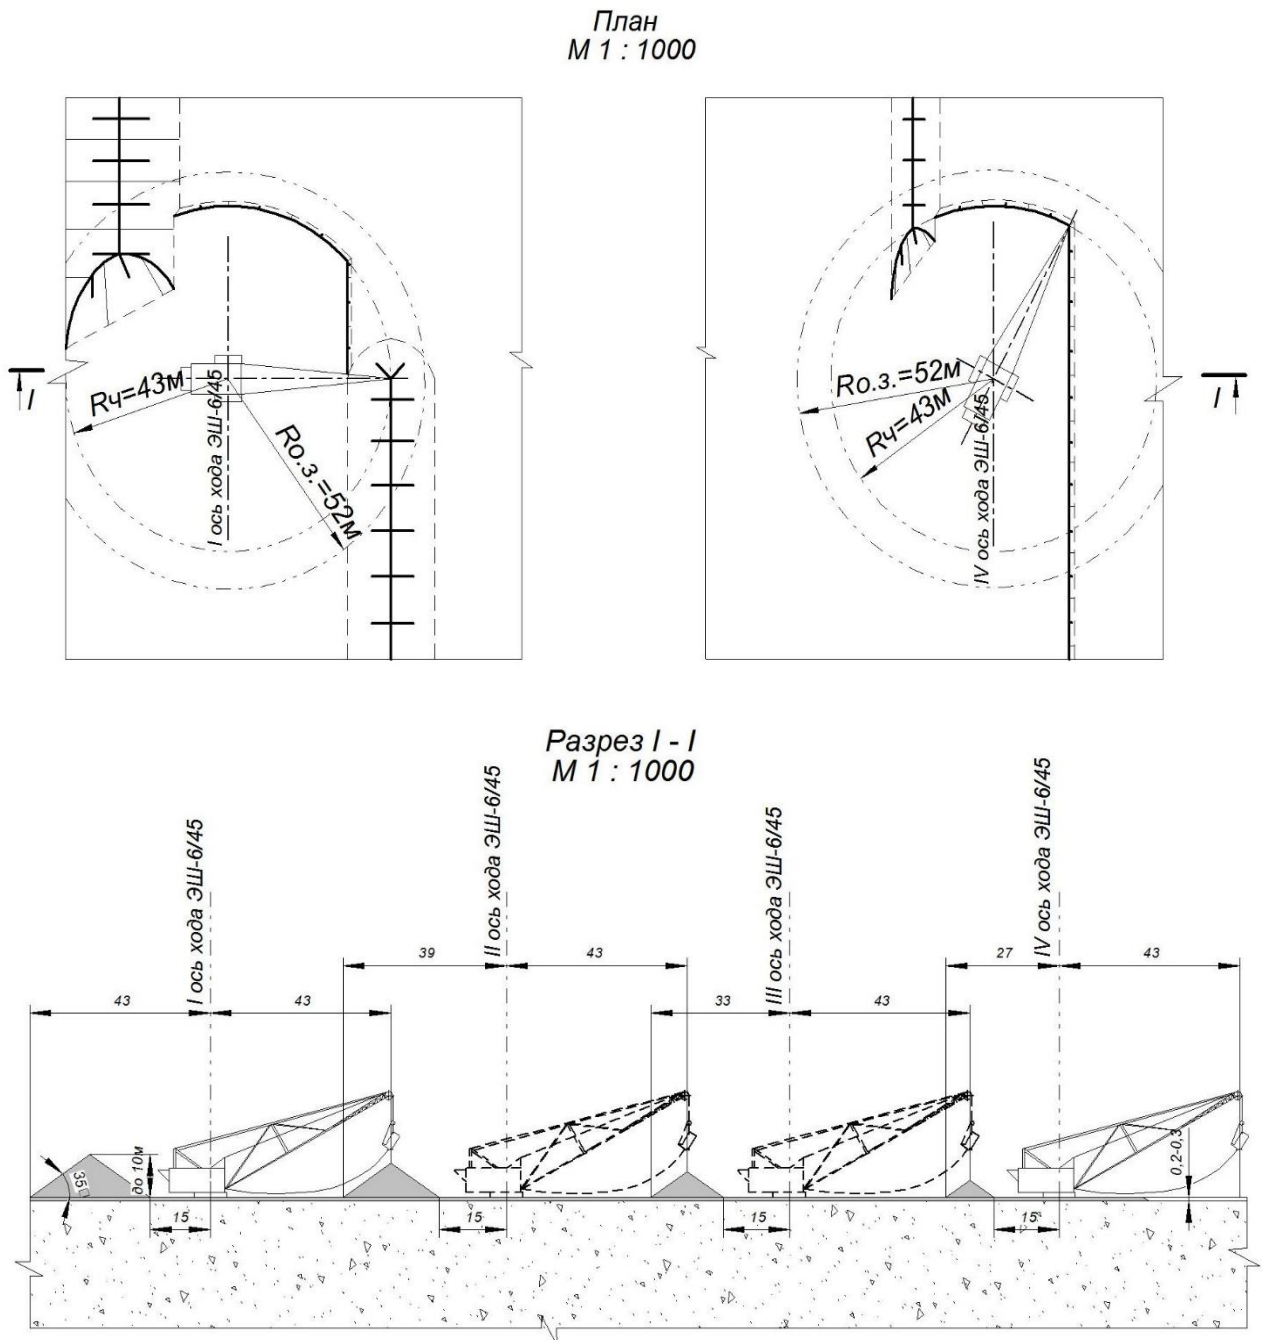 План
М 1 : 1000
I
Rч=43м
I ось хода ЭШ-6/45
Rо.з.=52м
Rо.з.=52м
Rч=43м
IV ось хода ЭШ-6/45
I
Разрез I - I
М 1 : 1000
I ось хода ЭШ-6/45
II ось хода ЭШ-6/45
III ось хода ЭШ-6/45
IV ось хода ЭШ-6/45
39
43
27
43
43
43
33
43
35
до 10м
0,2-0,3
15
15
15
15